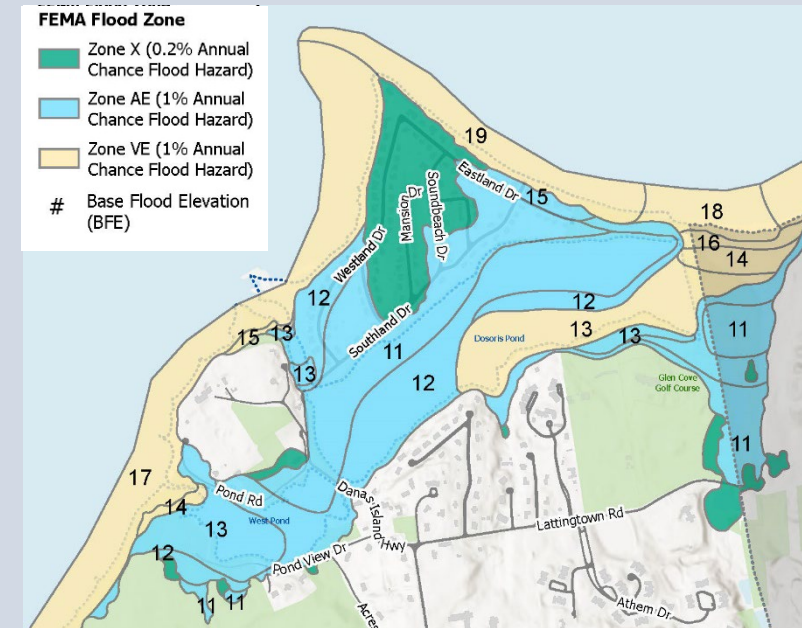 FEMA Flood Zone
Zone X (0.2% Annual
Chance Flood Hazard)
Zone AE (1% Annual
Chance Flood Hazard)
Zone VE (1% Annual
Chance Flood Hazard)
# Base Flood Elevation
(BFE)
19
Eastland Dr
15
18
Mansion Dr
Soundbeach Dr
Westland Dr
16
14
12
12
Southland Dr
15
13
11
13
13
11
Dosoris Pond
13
12
Glen Cove
Golf Course
11
17
Pond Rd
14
Danas Island
Hwy
13
West Pond
Lattingtown Rd
12
Pond View Dr
11
11
Acres
Athem Dr